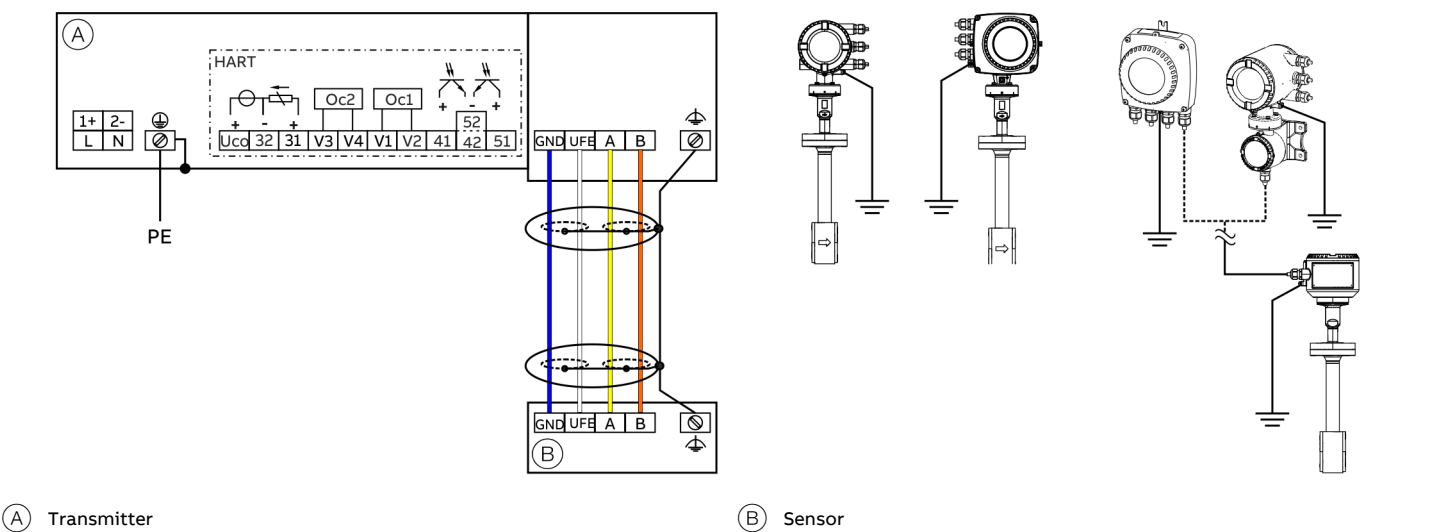 A
HART
Oc2 Oc1
+ - +
+ - +
1+ 2-
52
L N
Uco 32 31 V3 V4 V1 V2 41 42 51
GND UFE A B
PE
GND UFE A B
B
A Transmitter
B Sensor